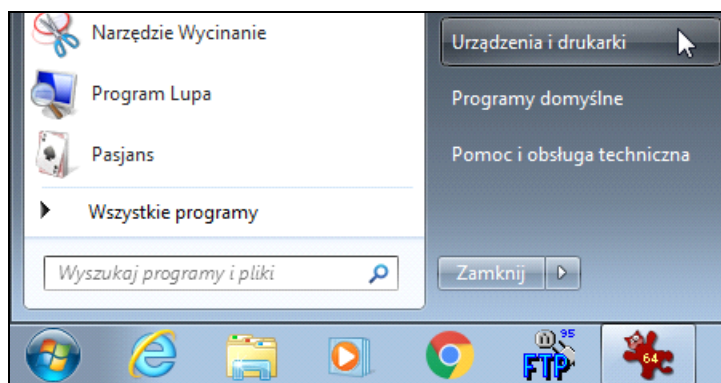 Narzędzie Wycinanie
Program Lupa
Pasjans
Wszystkie programy
Wyszukaj programy i pliki
Urządzenia i drukarki
Programy domyślne
Pomoc i obsługa techniczna
Zamknij
95
FTP
64